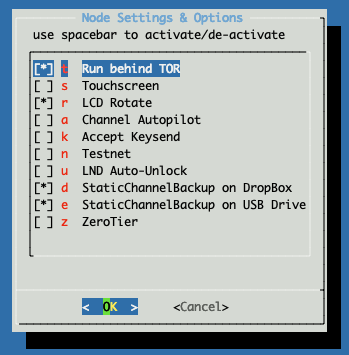 Node Settings & Options
use spacebar to activate/de-activate
[*] t Run behind TOR
[ ] s Touchscreen
[*] r LCD Rotate
[ ] a Channel Autopilot
[ ] k Accept Keysend
[ ] n Testnet
[ ] u LND Auto-Unlock
[*] d StaticChannelBackup on DropBox
[*] e StaticChannelBackup on USB Drive
[ ] z ZeroTier
< OK > <Cancel>